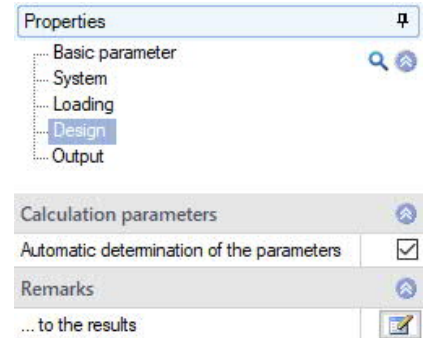 Properties
Basic parameter
System
Loading
Design
Output
Calculation parameters
Automatic determination of the parameters
Remarks
... to the results